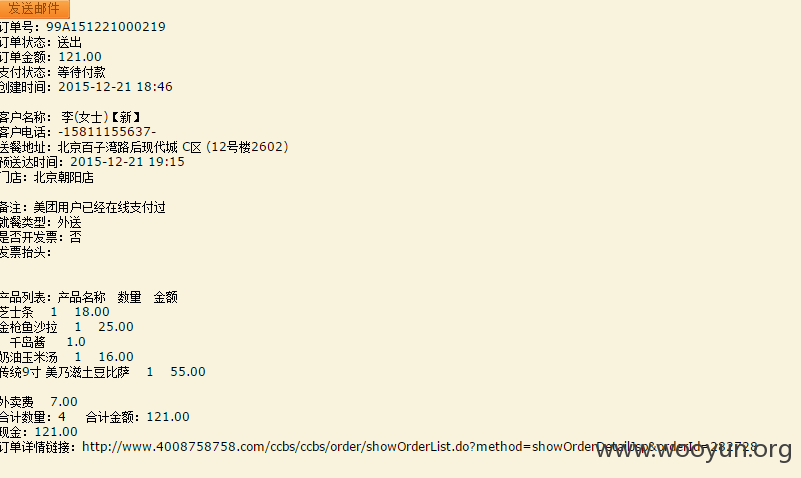 发送邮件
订单号：99A151221000219
订单状态：送出
订单金额：121.00
支付状态：等待付款
创建时间：2015-12-21 18:46
客户名称： 李(女士)【新】
客户电话：-15811155637-
送餐地址：北京百子湾路后现代城 C区 (12号楼2602)
预送达时间：2015-12-21 19:15
门店：北京朝阳店
备注：美团用户已经在线支付过
就餐类型：外送
是否开发票：否
发票抬头：
产品列表：产品名称 数量 金额
芝士条 1 18.00
金枪鱼沙拉 1 25.00
千岛酱 1.0
奶油玉米汤 1 16.00
传统9寸 美乃滋土豆比萨 1 55.00
外卖费 7.00
合计数量：4 合计金额：121.00
现金：121.00
订单详情链接：http://www.4008758758.com/ccbs/ccbs/order/showOrderList.do?method=showOrderDetailJsp&orderId=282729
www.wooyun.org